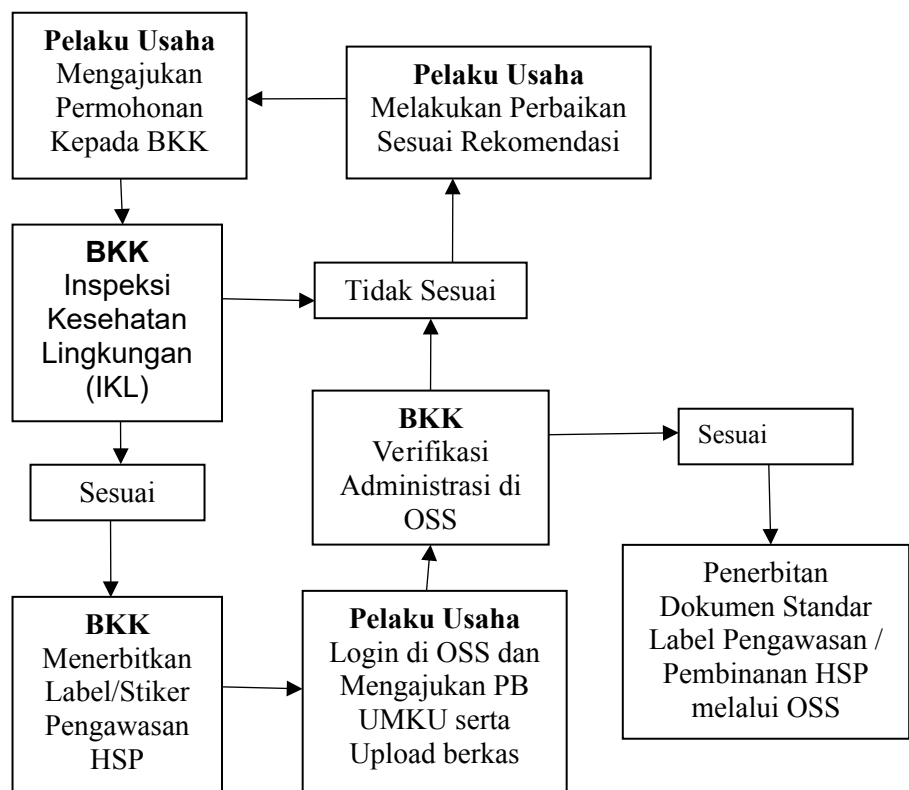 Pelaku Usaha
Mengajukan
Permohonan
Kepada BKK
Pelaku Usaha
Melakukan Perbaikan
Sesuai Rekomendasi
BKK
Inspeksi
Kesehatan
Lingkungan
(IKL)
Tidak Sesuai
Sesuai
BKK
Menerbitkan
Label/Stiker
Pengawasan
HSP
Pelaku Usaha
Login di OSS dan
Mengajukan PB
UMKU serta
Upload berkas
BKK
Verifikasi
Administrasi di
OSS
Sesuai
Penerbitan
Dokumen Standar
Label Pengawasan /
Pembinanan HSP
melalui OSS